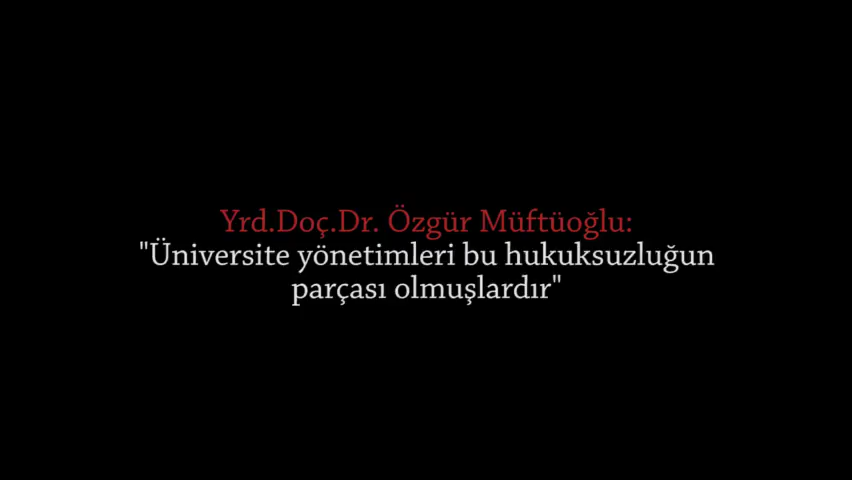 Yrd.Doç.Dr. Özgür Müftüoğlu:
"Üniversite yönetimleri bu hukuksuzluğun
parçası olmuşlardır"